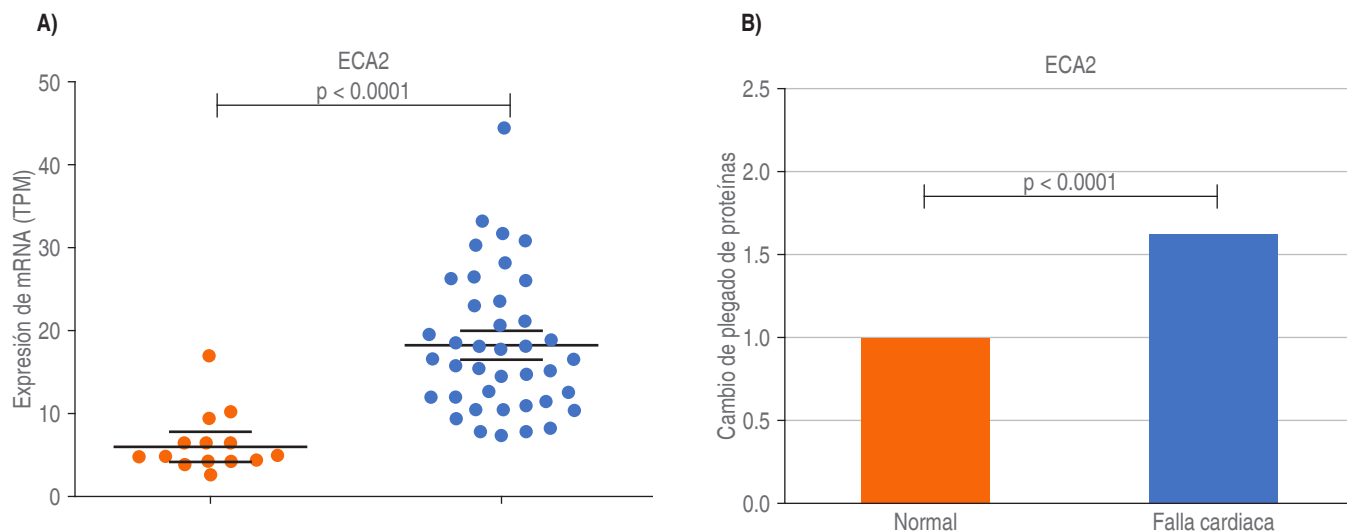 A)
ECA2
p < 0.0001
Expresión de mRNA (TPM)
50
40
30
20
10
0
B)
ECA2
p < 0.0001
Cambio de plegado de proteínas
2.5
2.0
1.5
1.0
0.5
0.0
Normal
Falla cardiaca